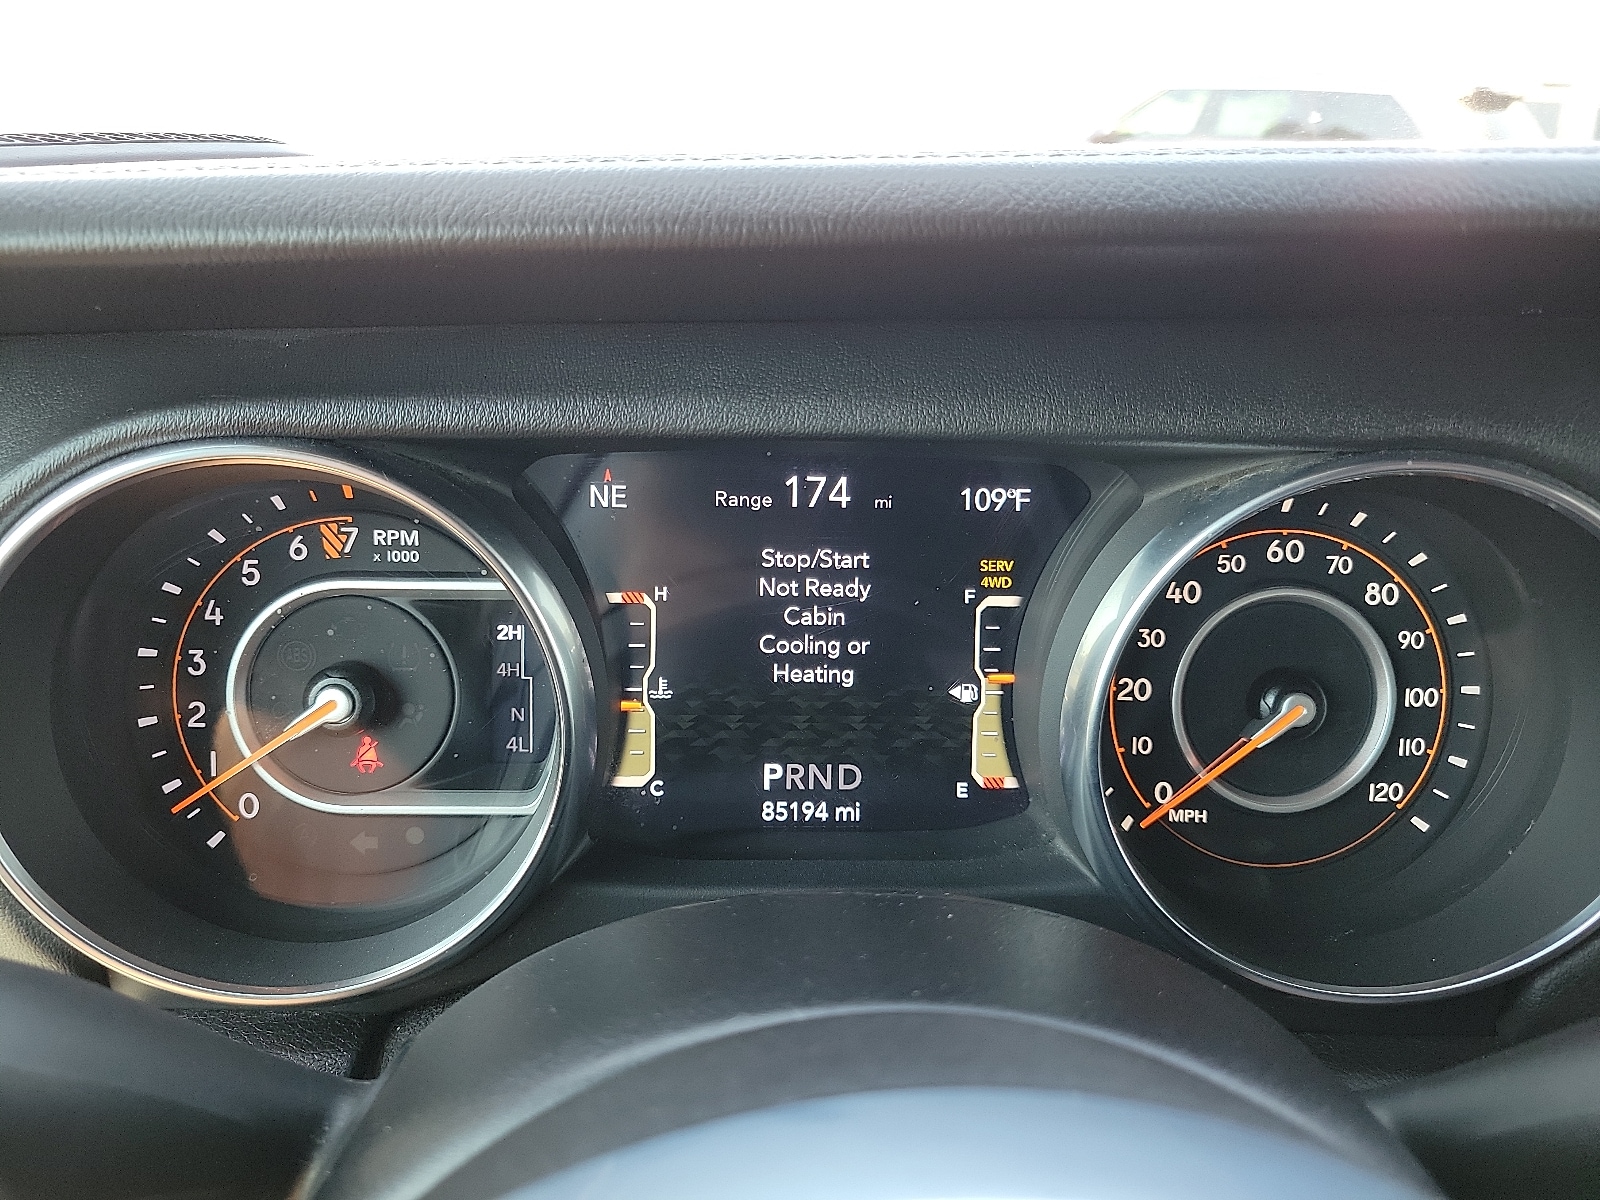 NE
Range 174 mi
109°F
Stop/Start
Not Ready
Cabin
Cooling or
Heating
SERV
4WD
H
C
F
E
PRND
85194 mi
RPM
x 1000
0
1
2
3
4
5
6
7
2H
4H
N
4L
ABS
0
10
20
30
40
50
60
70
80
90
100
110
120
MPH